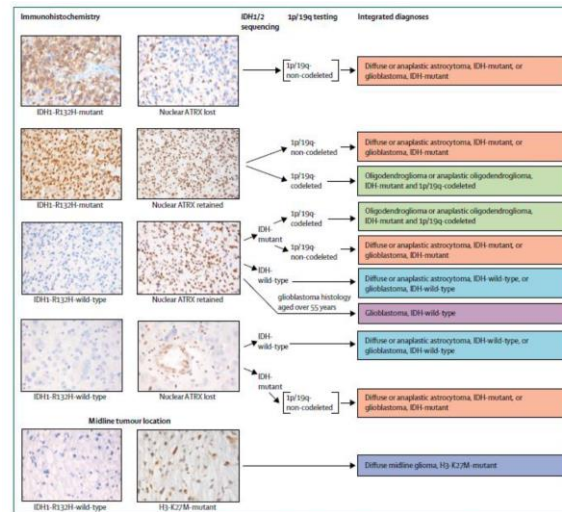 Immunohistochemistry
IDH1/2
sequencing
1p/19q testing
Integrated diagnoses
IDH1-R132H-mutant
Nuclear ATRX lost
1p/19q-
non-codeleted
Diffuse or anaplastic astrocytoma, IDH-mutant, or
glioblastoma, IDH-mutant
IDH1-R132H-mutant
Nuclear ATRX retained
1p/19q-
non-codeleted
Diffuse or anaplastic astrocytoma, IDH-mutant, or
glioblastoma, IDH-mutant
1p/19q-
codeleted
Oligodendroglioma or anaplastic oligodendroglioma,
IDH-mutant and 1p/19q-codeleted
IDH1-R132H-wild-type
Nuclear ATRX retained
IDH-
mutant
1p/19q-
codeleted
Oligodendroglioma or anaplastic oligodendroglioma,
IDH-mutant and 1p/19q-codeleted
1p/19q-
non-codeleted
Diffuse or anaplastic astrocytoma, IDH-mutant, or
glioblastoma, IDH-mutant
IDH-
wild-type
Diffuse or anaplastic astrocytoma, IDH-wild-type, or
glioblastoma, IDH-wild-type
glioblastoma histology
aged over 55 years
Glioblastoma, IDH-wild-type
IDH1-R132H-wild-type
Nuclear ATRX lost
IDH-
wild-type
Diffuse or anaplastic astrocytoma, IDH-wild-type, or
glioblastoma, IDH-wild-type
IDH-
mutant
1p/19q-
non-codeleted
Diffuse or anaplastic astrocytoma, IDH-mutant, or
glioblastoma, IDH-mutant
Midline tumour location
IDH1-R132H-wild-type
H3-K27M-mutant
Diffuse midline glioma, H3-K27M-mutant